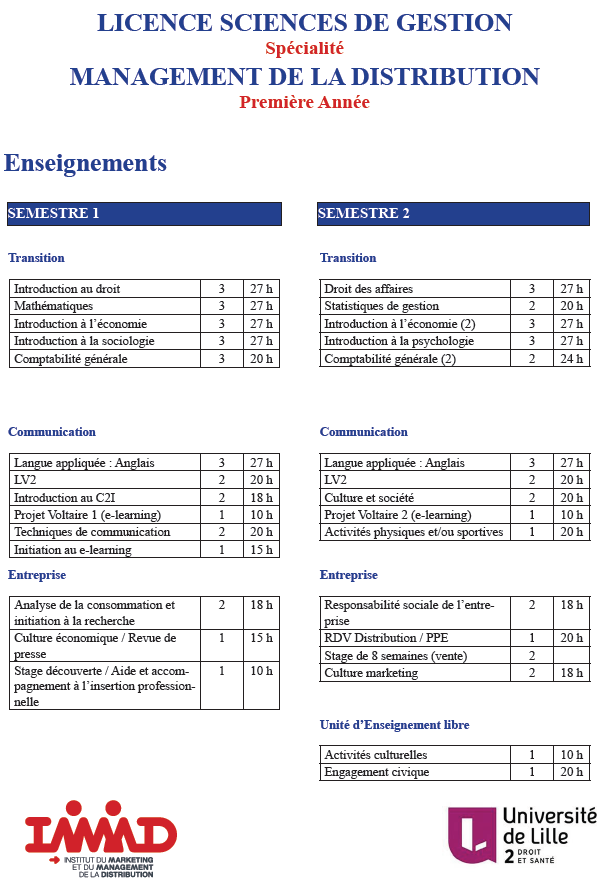 LICENCE SCIENCES DE GESTION
Spécialité
MANAGEMENT DE LA DISTRIBUTION
Première Année
Enseignements
SEMESTRE 1
Transition
Introduction au droit 3 27 h
Mathématiques 3 27 h
Introduction à l’économie 3 27 h
Introduction à la sociologie 3 27 h
Comptabilité générale 3 20 h
Communication
Langue appliquée : Anglais 3 27 h
LV2 2 20 h
Introduction au C2I 2 18 h
Projet Voltaire 1 (e-learning) 1 10 h
Techniques de communication 2 20 h
Initiation au e-learning 1 15 h
Entreprise
Analyse de la consommation et 2 18 h
initiation à la recherche
Culture économique / Revue de 1 15 h
presse
Stage découverte / Aide et accom- 1 10 h
pagnement à l’insertion profession-
nelle
SEMESTRE 2
Transition
Droit des affaires 3 27 h
Statistiques de gestion 2 20 h
Introduction à l’économie (2) 3 27 h
Introduction à la psychologie 3 27 h
Comptabilité générale (2) 2 24 h
Communication
Langue appliquée : Anglais 3 27 h
LV2 2 20 h
Culture et société 2 20 h
Projet Voltaire 2 (e-learning) 1 10 h
Activités physiques et/ou sportives 1 20 h
Entreprise
Responsabilité sociale de l’entre- 2 18 h
prise
RDV Distribution / PPE 1 20 h
Stage de 8 semaines (vente) 2
Culture marketing 2 18 h
Unité d’Enseignement libre
Activités culturelles 1 10 h
Engagement civique 1 20 h
IMMD
INSTITUT DU MARKETING
ET DU MANAGEMENT
DE LA DISTRIBUTION
Université
de Lille
2 DROIT
ET SANTÉ